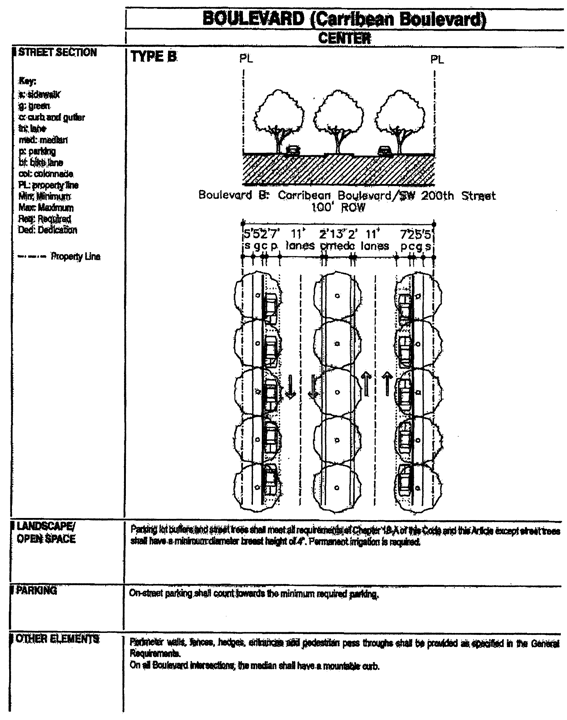 BOULEVARD (Carribean Boulevard)
CENTER
STREET SECTION
TYPE B
Key:
s: sidewalk
g: green
c: curb and gutter
ln: lane
med: median
p: parking
bl: bike lane
col: colonnade
PL: property line
Min: Minimum
Max: Maximum
Req: Required
Ded: Dedication
Property Line
PL PL
Boulevard B: Carribean Boulevard/SW 200th Street
100' ROW
5'5'2'7' 11' 2'13'2' 11' 7'2'5'5'
s g c p lanes c med c lanes p c g s
LANDSCAPE/
OPEN SPACE
Parking lot buffers and street trees shall meet all requirements of Chapter 18-A of this Code and this Article except street trees
shall have a minimum diameter breast height of 4". Permanent irrigation is required.
PARKING
On-street parking shall count towards the minimum required parking.
OTHER ELEMENTS
Perimeter walls, fences, hedges, entrances and pedestrian pass throughs shall be provided as specified in the General
Requirements.
On all Boulevard intersections, the median shall have a mountable curb.